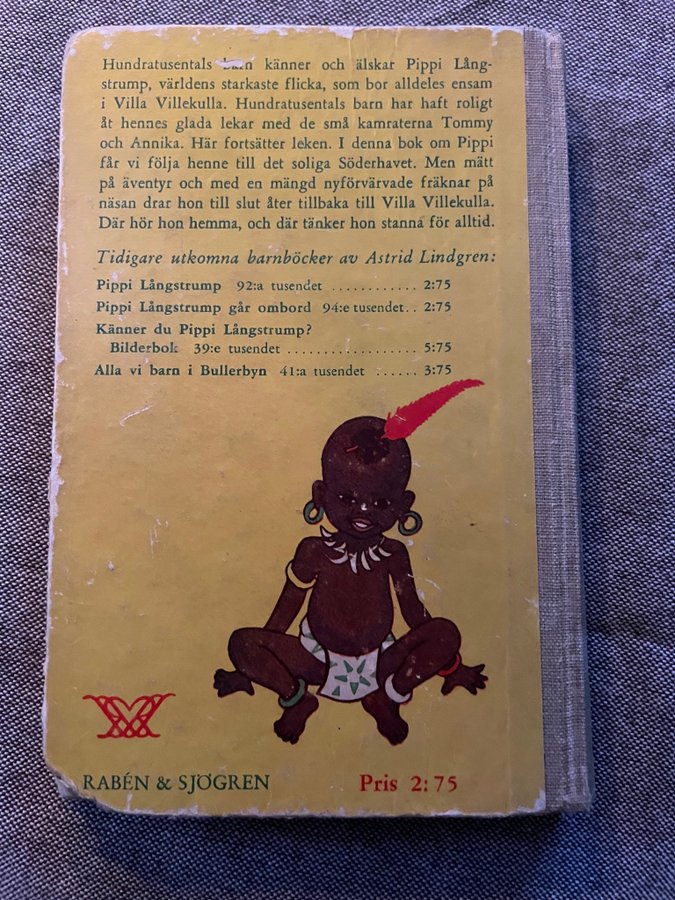 Hundratusentals barn känner och älskar Pippi Lång-
strump, världens starkaste flicka, som bor alldeles ensam
i Villa Villekulla. Hundratusentals barn har haft roligt
åt hennes glada lekar med de små kamraterna Tommy
och Annika. Här fortsätter leken. I denna bok om Pippi
får vi följa henne till det soliga Söderhavet. Men mätt
på äventyr och med en mängd nyförvärvade fräknar på
näsan drar hon till slut åter tillbaka till Villa Villekulla.
Där hör hon hemma, och där tänker hon stanna för alltid.
Tidigare utkomna barnböcker av Astrid Lindgren:
Pippi Långstrump 92:a tusendet ............ 2:75
Pippi Långstrump går ombord 94:e tusendet.. 2:75
Känner du Pippi Långstrump?
Bilderbok 39:e tusendet .................. 5:75
Alla vi barn i Bullerbyn 41:a tusendet ...... 3:75
RABÉN & SJÖGREN Pris 2:75